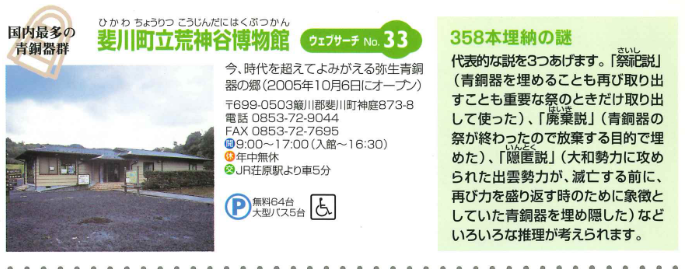 国内最多の
青銅器群
ひかわ ちょうりつ こうじんだにはくぶつかん
斐川町立荒神谷博物館
ウェブサーチ No.33
今、時代を超えてよみがえる弥生青銅
器の郷(2005年10月6日にオープン)
〒699-0503簸川郡斐川町神庭873-8
電話 0853-72-9044
FAX 0853-72-7695
開9:00〜17:00(入館〜16:30)
休年中無休
交JR荘原駅より車5分
P 無料64台
大型バス5台
358本埋納の謎
さいし
代表的な説を3つあげます。「祭祀説」
(青銅器を埋めることも再び取り出
すことも重要な祭のときだけ取り出
はいき
して使った)、「廃棄説」(青銅器の
祭が終わったので放棄する目的で埋
いんとく
めた)、「隠匿説」(大和勢力に攻め
られた出雲勢力が、滅亡する前に、
再び力を盛り返す時のために象徴と
していた青銅器を埋め隠した)など
いろいろな推理が考えられます。